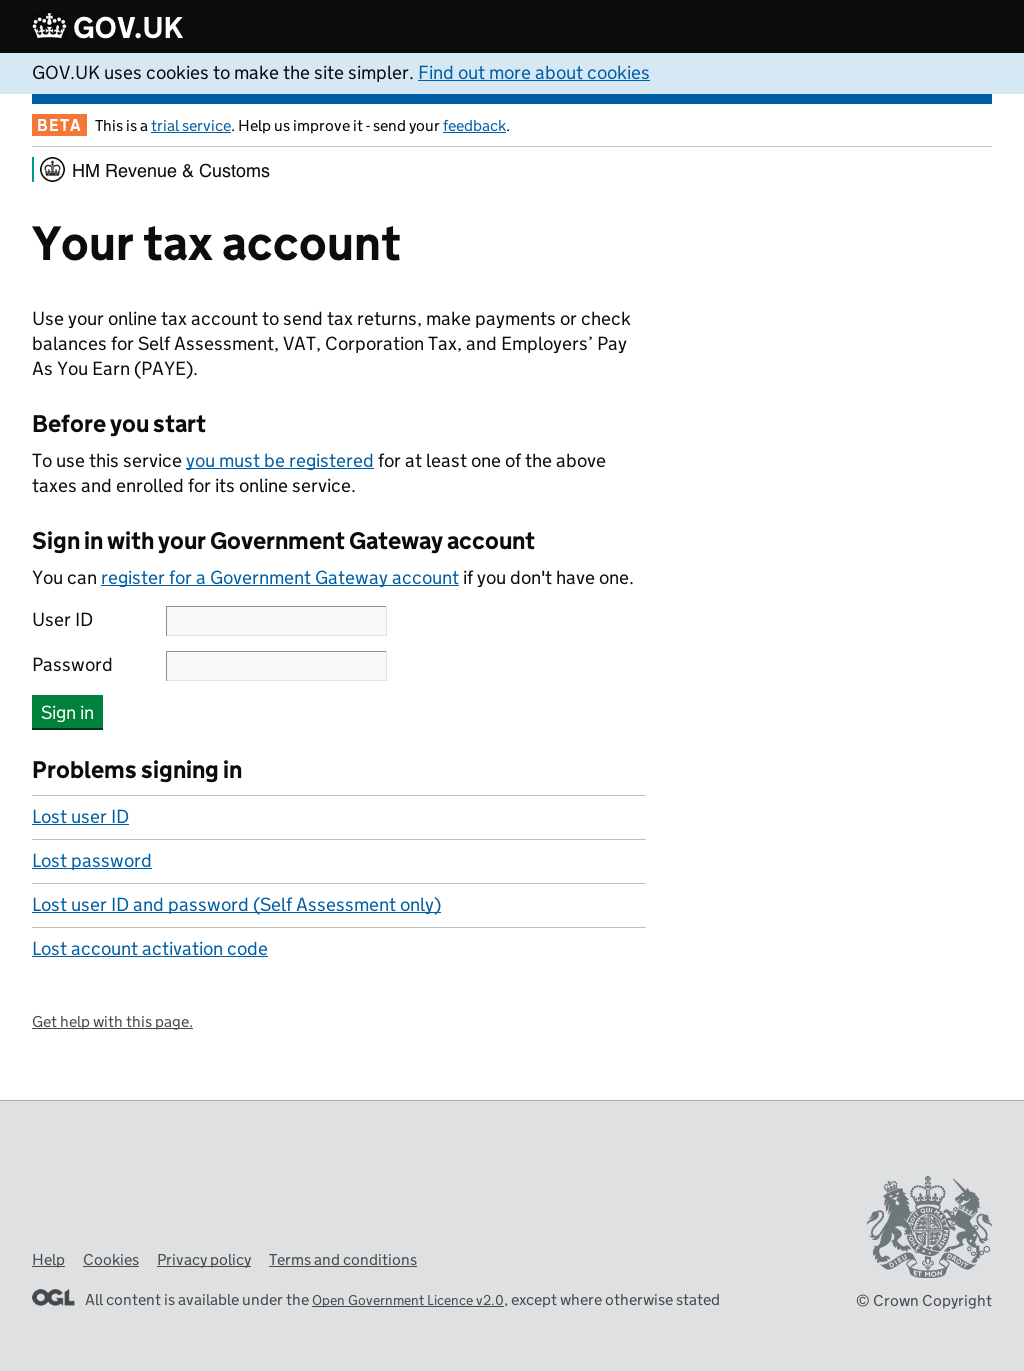 GOV.UK
GOV.UK uses cookies to make the site simpler. Find out more about cookies
BETA This is a trial service. Help us improve it - send your feedback.
HM Revenue & Customs
Your tax account
Use your online tax account to send tax returns, make payments or check
balances for Self Assessment, VAT, Corporation Tax, and Employers’ Pay
As You Earn (PAYE).
Before you start
To use this service you must be registered for at least one of the above
taxes and enrolled for its online service.
Sign in with your Government Gateway account
You can register for a Government Gateway account if you don't have one.
User ID
Password
Sign in
Problems signing in
Lost user ID
Lost password
Lost user ID and password (Self Assessment only)
Lost account activation code
Get help with this page.
Help Cookies Privacy policy Terms and conditions
OGL All content is available under the Open Government Licence v2.0, except where otherwise stated
DIEU ET MON DROIT
© Crown Copyright